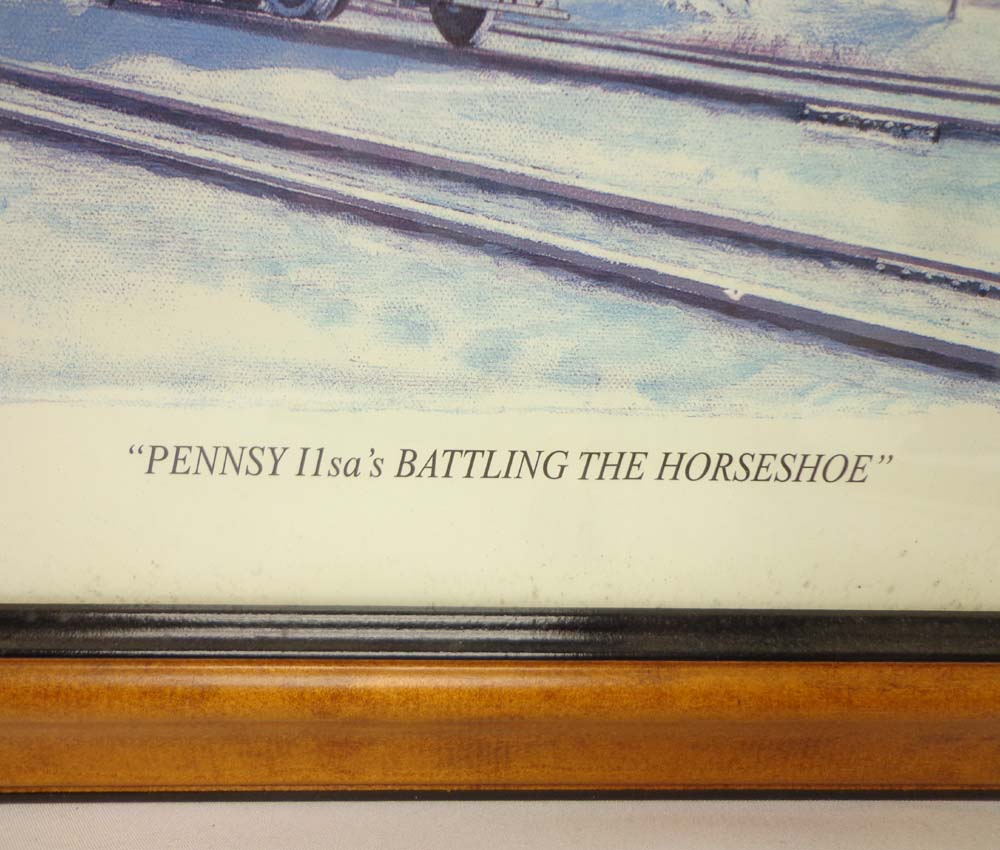 “PENNSY I1sa’s BATTLING THE HORSESHOE”